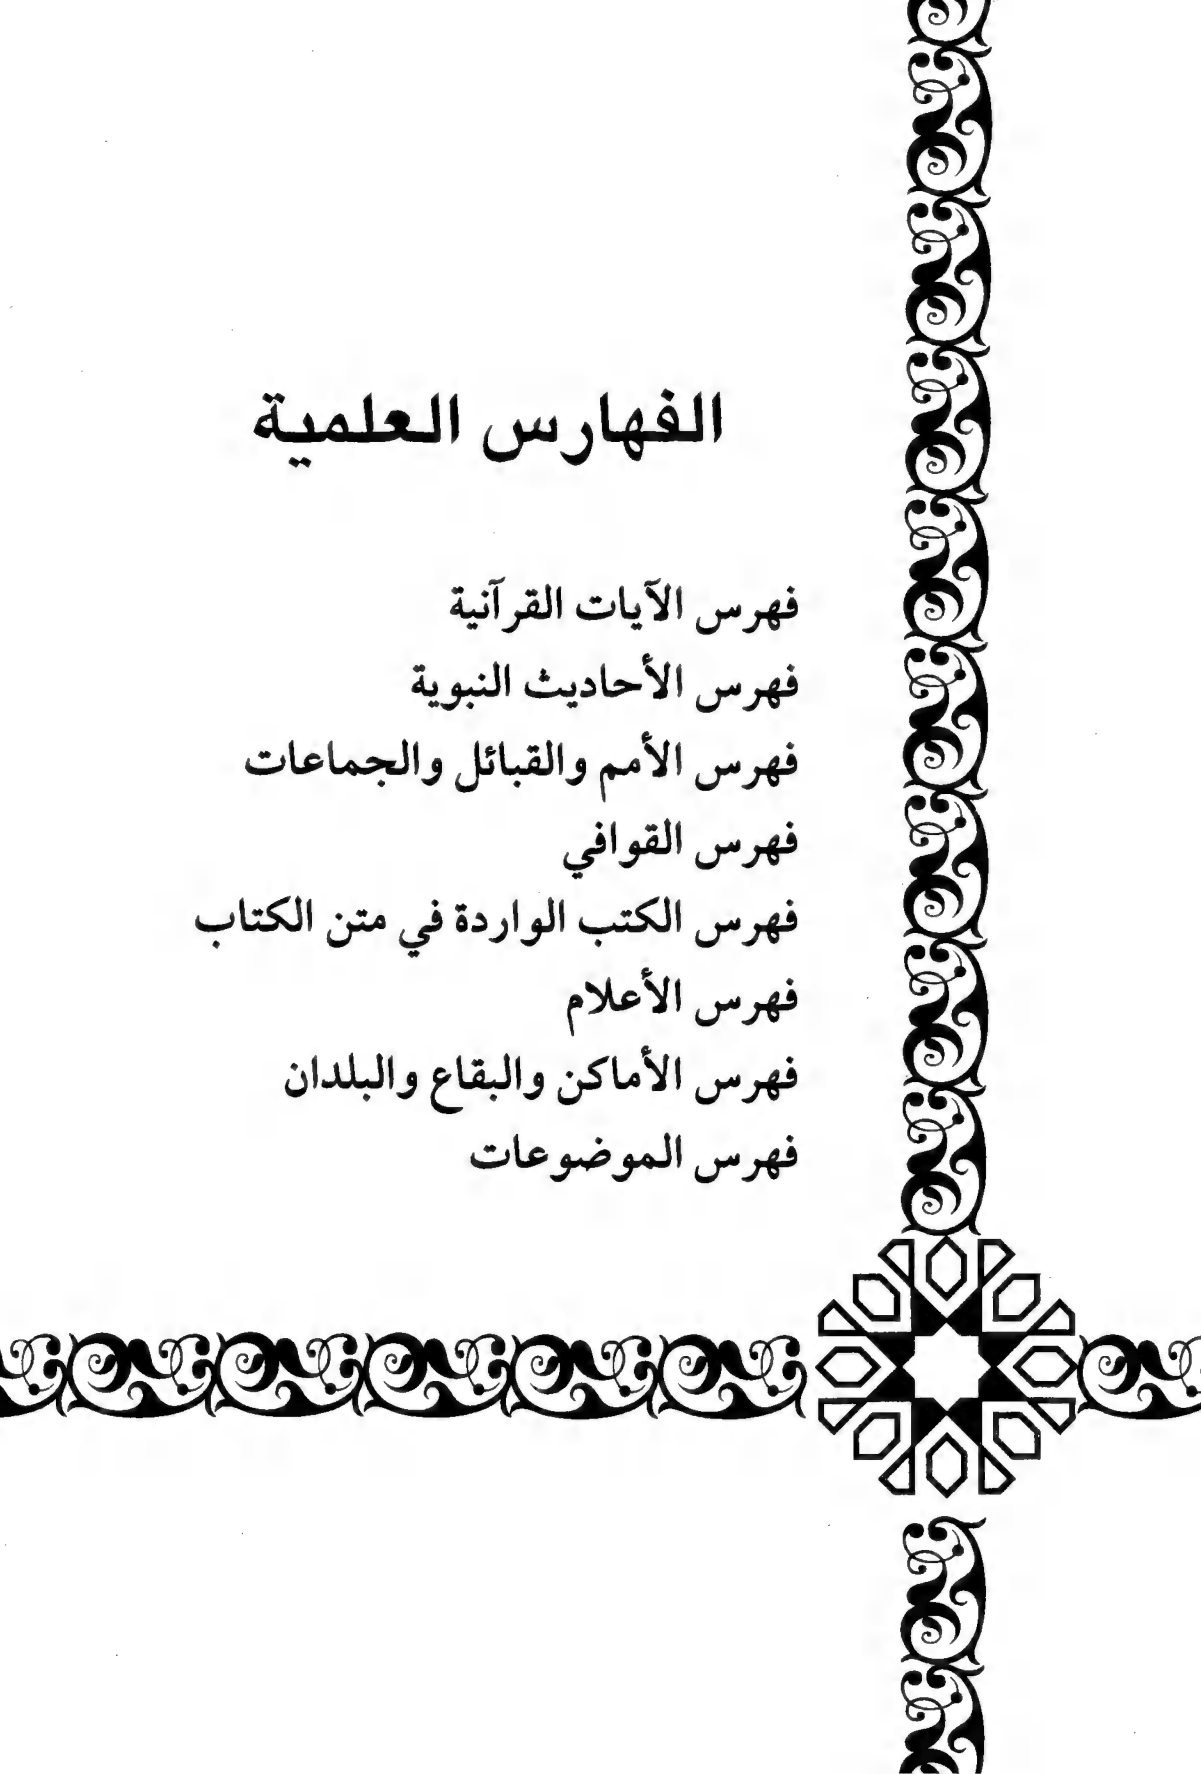 الفهارس العلمية
فهرس الآيات القرآنية
فهرس الأحاديث النبوية
فهرس الأمم والقبائل والجماعات
فهرس القوافي
فهرس الكتب الواردة في متن الكتاب
فهرس الأعلام
فهرس الأماكن والبقاع والبلدان
فهرس الموضوعات